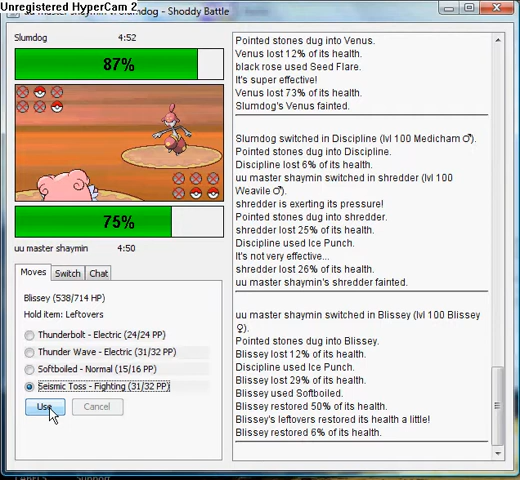 Unregistered HyperCam 2
uu master shaymin v. Slumdog - Shoddy Battle
Slumdog 4:52
87%
75%
uu master shaymin 4:50
Moves Switch Chat
Blissey (538/714 HP)
Hold item: Leftovers
Thunderbolt - Electric (24/24 PP)
Thunder Wave - Electric (31/32 PP)
Softboiled - Normal (15/16 PP)
Seismic Toss - Fighting (31/32 PP)
Use Cancel
Pointed stones dug into Venus.
Venus lost 12% of its health.
black rose used Seed Flare.
It's super effective!
Venus lost 73% of its health.
Slumdog's Venus fainted.
Slumdog switched in Discipline (lvl 100 Medicham ♂).
Pointed stones dug into Discipline.
Discipline lost 6% of its health.
uu master shaymin switched in shredder (lvl 100
Weavile ♂).
shredder is exerting its pressure!
Pointed stones dug into shredder.
shredder lost 25% of its health.
Discipline used Ice Punch.
It's not very effective...
shredder lost 26% of its health.
uu master shaymin's shredder fainted.
uu master shaymin switched in Blissey (lvl 100 Blissey
♀).
Pointed stones dug into Blissey.
Blissey lost 12% of its health.
Discipline used Ice Punch.
Blissey lost 29% of its health.
Blissey used Softboiled.
Blissey restored 50% of its health.
Blissey's leftovers restored its health a little!
Blissey restored 6% of its health.